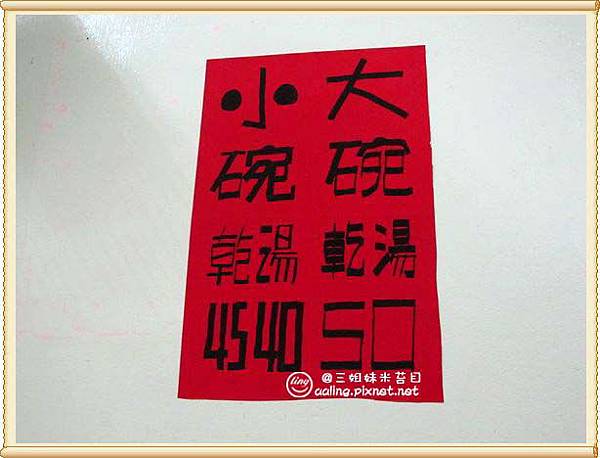 大碗
乾湯
50
小碗
乾湯
45 40
ting
@三姐妹米苔目
aaling.pixnet.net